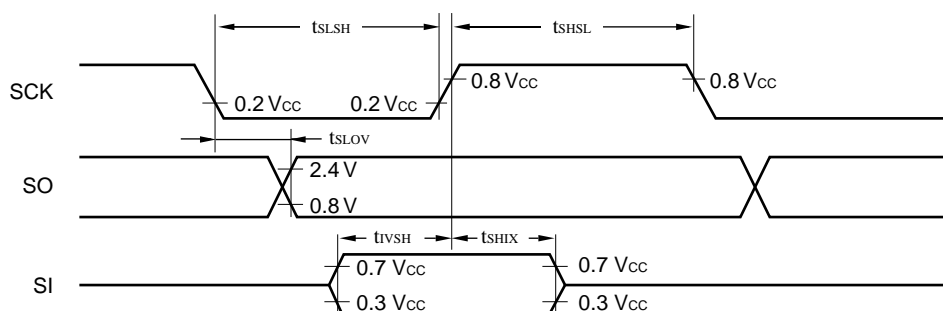 tSLSH
tSHSL
SCK
0.8 VCC
0.8 VCC
0.2 VCC
0.2 VCC
tSLOV
SO
2.4 V
0.8 V
tIVSH
tSHIX
SI
0.7 VCC
0.7 VCC
0.3 VCC
0.3 VCC